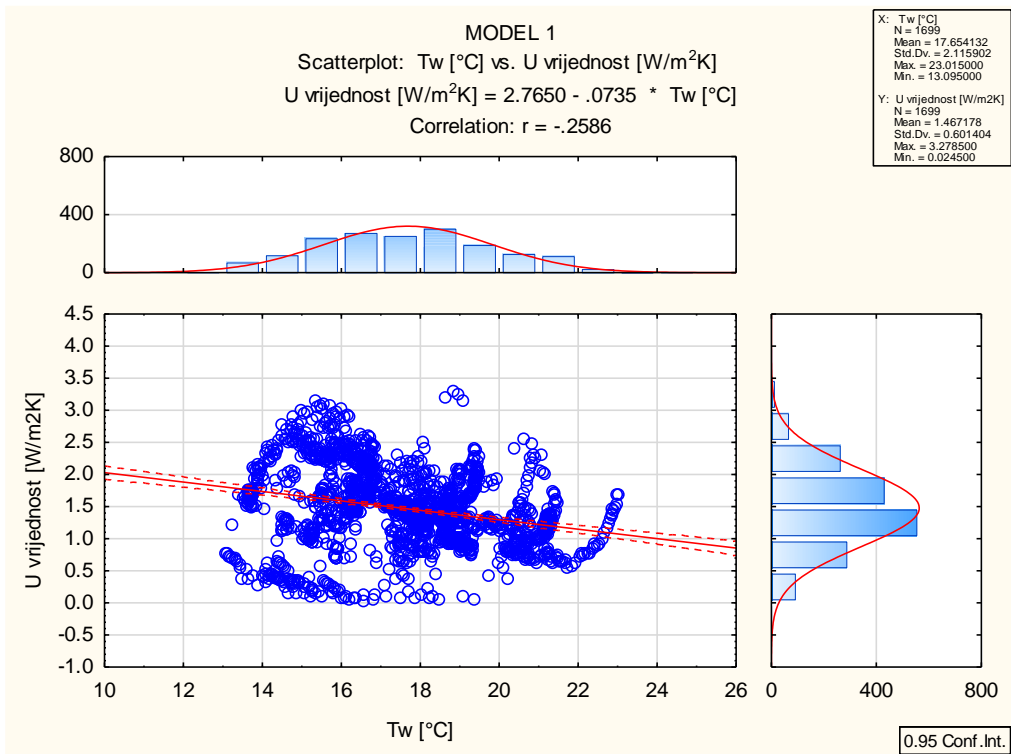 MODEL 1
Scatterplot: Tw [°C] vs. U vrijednost [W/m²K]
U vrijednost [W/m²K] = 2.7650 - .0735 * Tw [°C]
Correlation: r = -.2586
X: Tw [°C]
N = 1699
Mean = 17.654132
Std.Dv. = 2.115902
Max. = 23.015000
Min. = 13.095000
Y: U vrijednost [W/m2K]
N = 1699
Mean = 1.467178
Std.Dv. = 0.601404
Max. = 3.278500
Min. = 0.024500
800
400
0
4.5
4.0
3.5
3.0
2.5
2.0
1.5
1.0
0.5
0.0
-0.5
-1.0
U vrijednost [W/m2K]
10 12 14 16 18 20 22 24 26
Tw [°C]
0 400 800
0.95 Conf.Int.